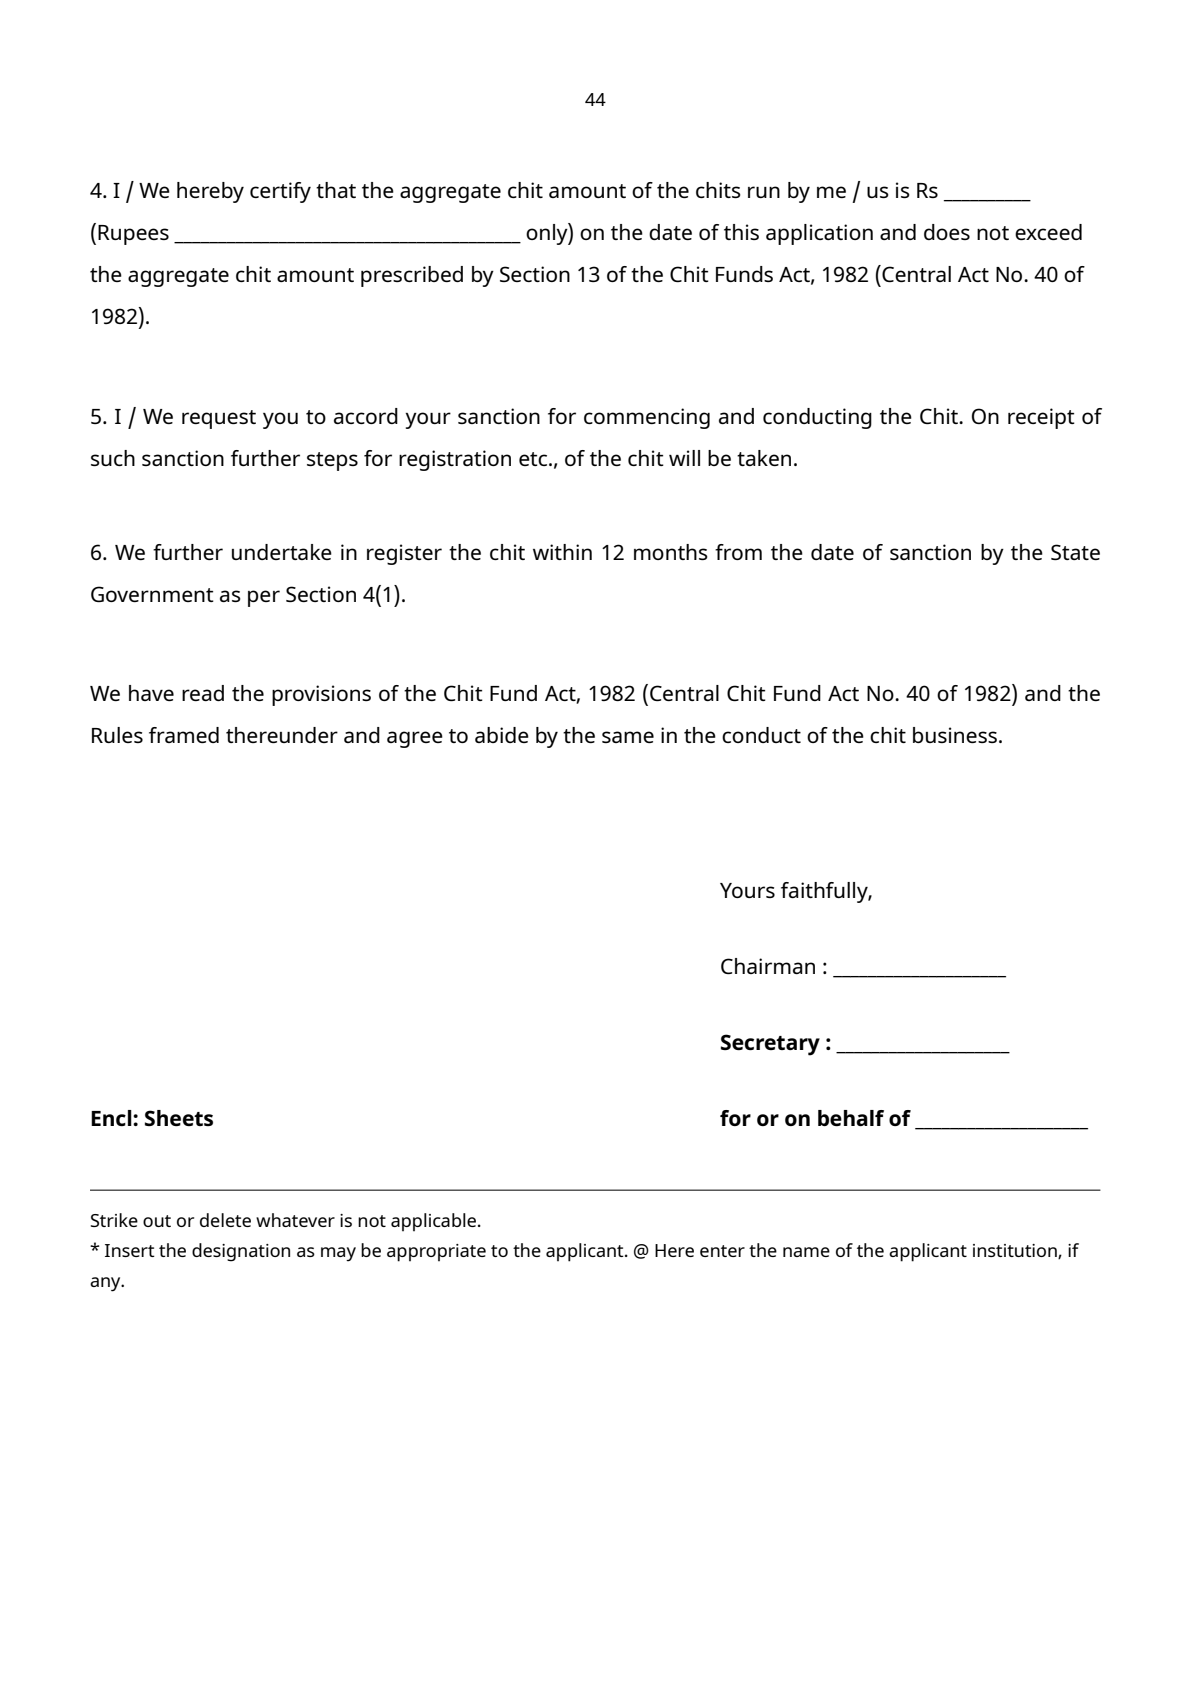 44
4. I / We hereby certify that the aggregate chit amount of the chits run by me / us is Rs _________
(Rupees ____________________________________ only) on the date of this application and does not exceed
the aggregate chit amount prescribed by Section 13 of the Chit Funds Act, 1982 (Central Act No. 40 of
1982).
5. I / We request you to accord your sanction for commencing and conducting the Chit. On receipt of
such sanction further steps for registration etc., of the chit will be taken.
6. We further undertake in register the chit within 12 months from the date of sanction by the State
Government as per Section 4(1).
We have read the provisions of the Chit Fund Act, 1982 (Central Chit Fund Act No. 40 of 1982) and the
Rules framed thereunder and agree to abide by the same in the conduct of the chit business.
Yours faithfully,
Chairman : __________________
Secretary : __________________
Encl: Sheets for or on behalf of __________________
Strike out or delete whatever is not applicable.
* Insert the designation as may be appropriate to the applicant. @ Here enter the name of the applicant institution, if
any.